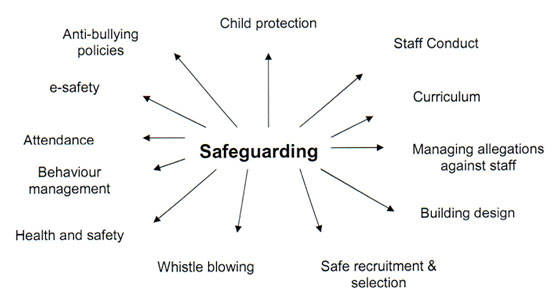 Child protection
Anti-bullying
policies
Staff Conduct
e-safety
Curriculum
Attendance
Safeguarding
Managing allegations
against staff
Behaviour
management
Building design
Health and safety
Whistle blowing
Safe recruitment &
selection